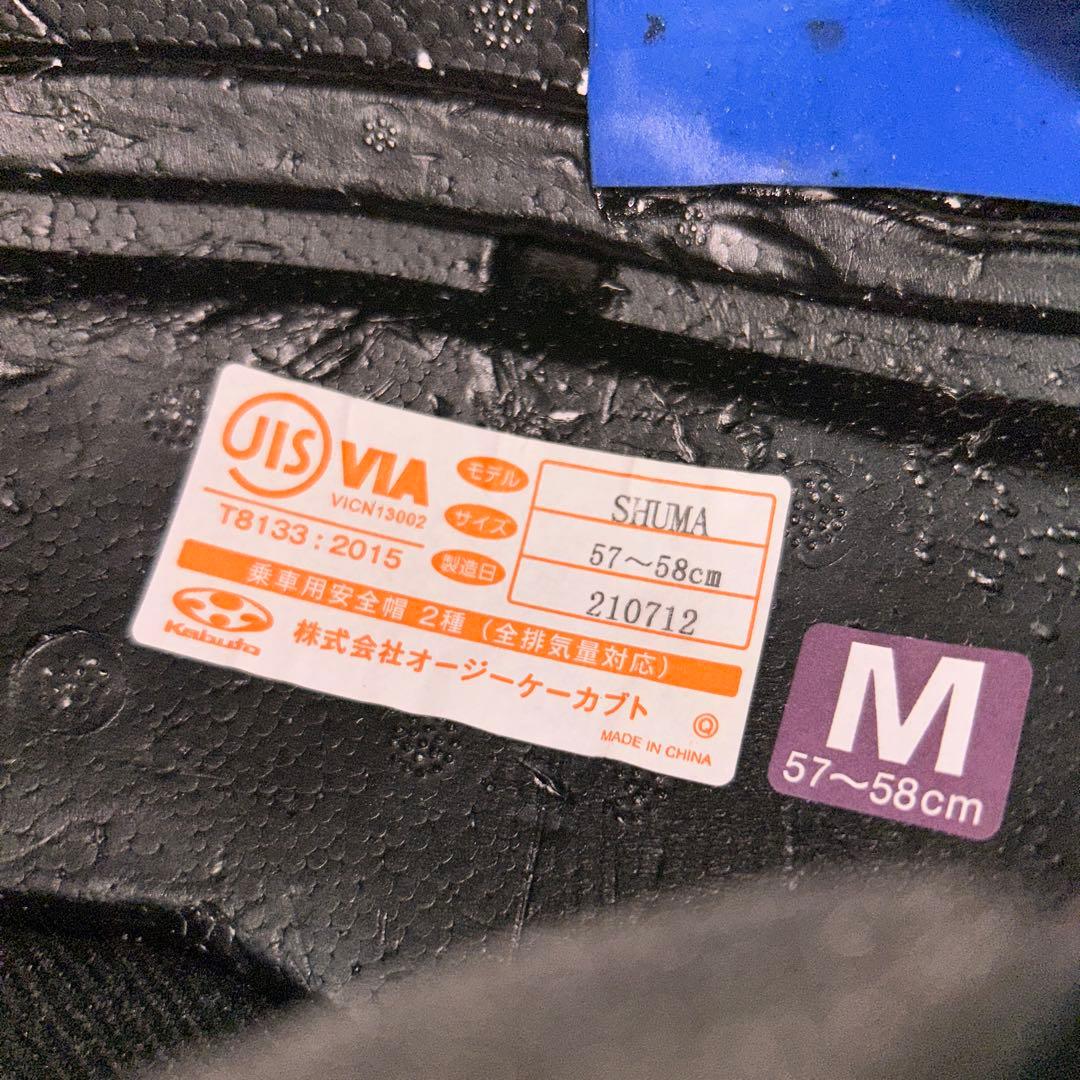 JIS VIA
VICN13002
T8133:2015
モデル SHUMA
サイズ 57～58cm
製造日 210712
乗車用安全帽 2種（全排気量対応）
Kabuto 株式会社オージーケーカブト
Q
MADE IN CHINA
M
57～58cm